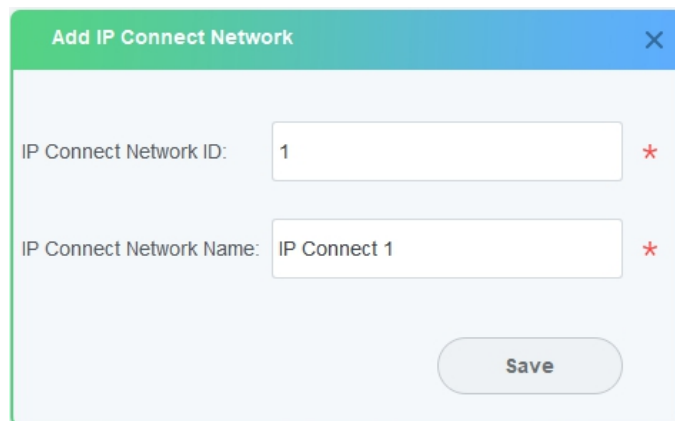 Add IP Connect Network
IP Connect Network ID: 1 *
IP Connect Network Name: IP Connect 1 *
Save